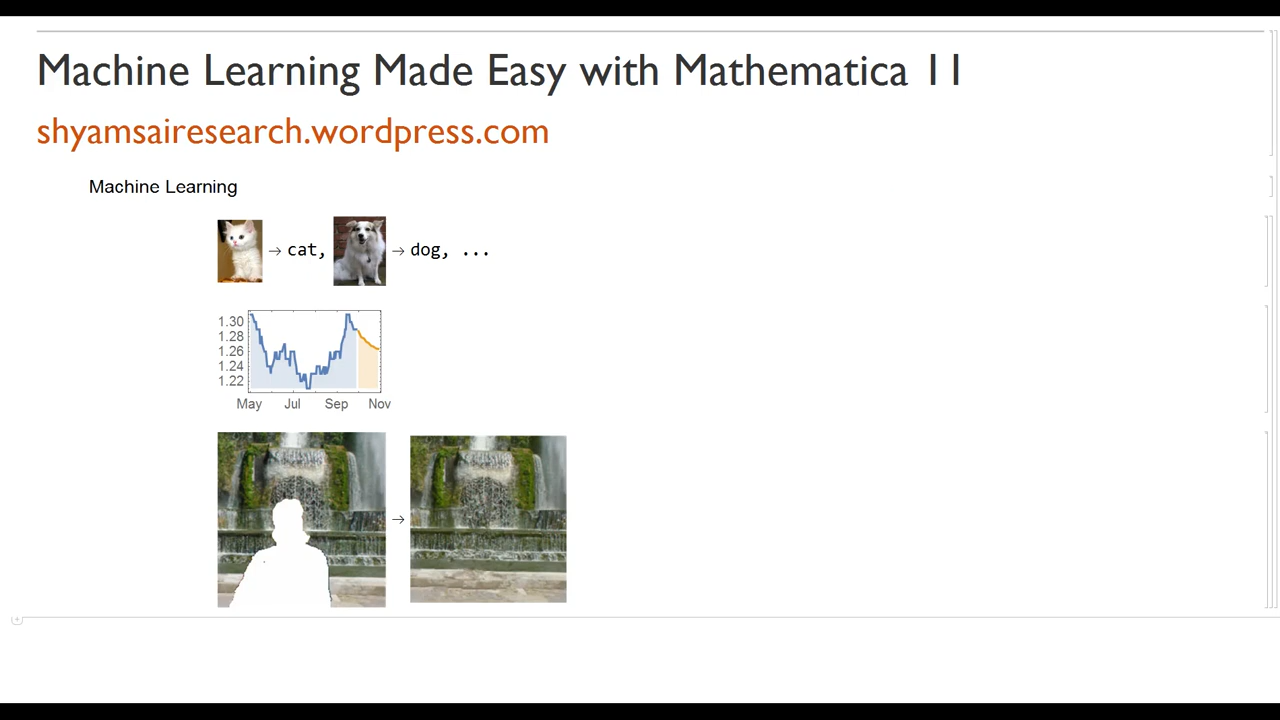 Machine Learning Made Easy with Mathematica 11
shyamsairesearch.wordpress.com
Machine Learning
→ cat, → dog, ...
1.30
1.28
1.26
1.24
1.22
May Jul Sep Nov
→